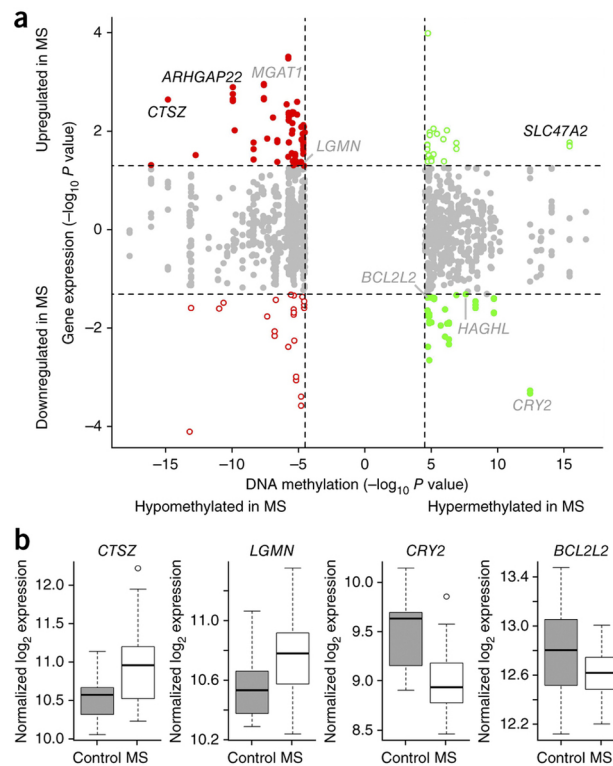 a
Upregulated in MS
Downregulated in MS
Gene expression (–log10 P value)
4
2
0
−2
−4
CTSZ
ARHGAP22
MGAT1
LGMN
SLC47A2
BCL2L2
HAGHL
CRY2
−15 −10 −5 0 5 10 15
DNA methylation (–log10 P value)
Hypomethylated in MS Hypermethylated in MS
b
CTSZ
Normalized log2 expression
12.0
11.5
11.0
10.5
10.0
Control MS
LGMN
Normalized log2 expression
11.0
10.6
10.2
Control MS
CRY2
Normalized log2 expression
10.0
9.5
9.0
8.5
Control MS
BCL2L2
Normalized log2 expression
13.4
13.0
12.6
12.2
Control MS